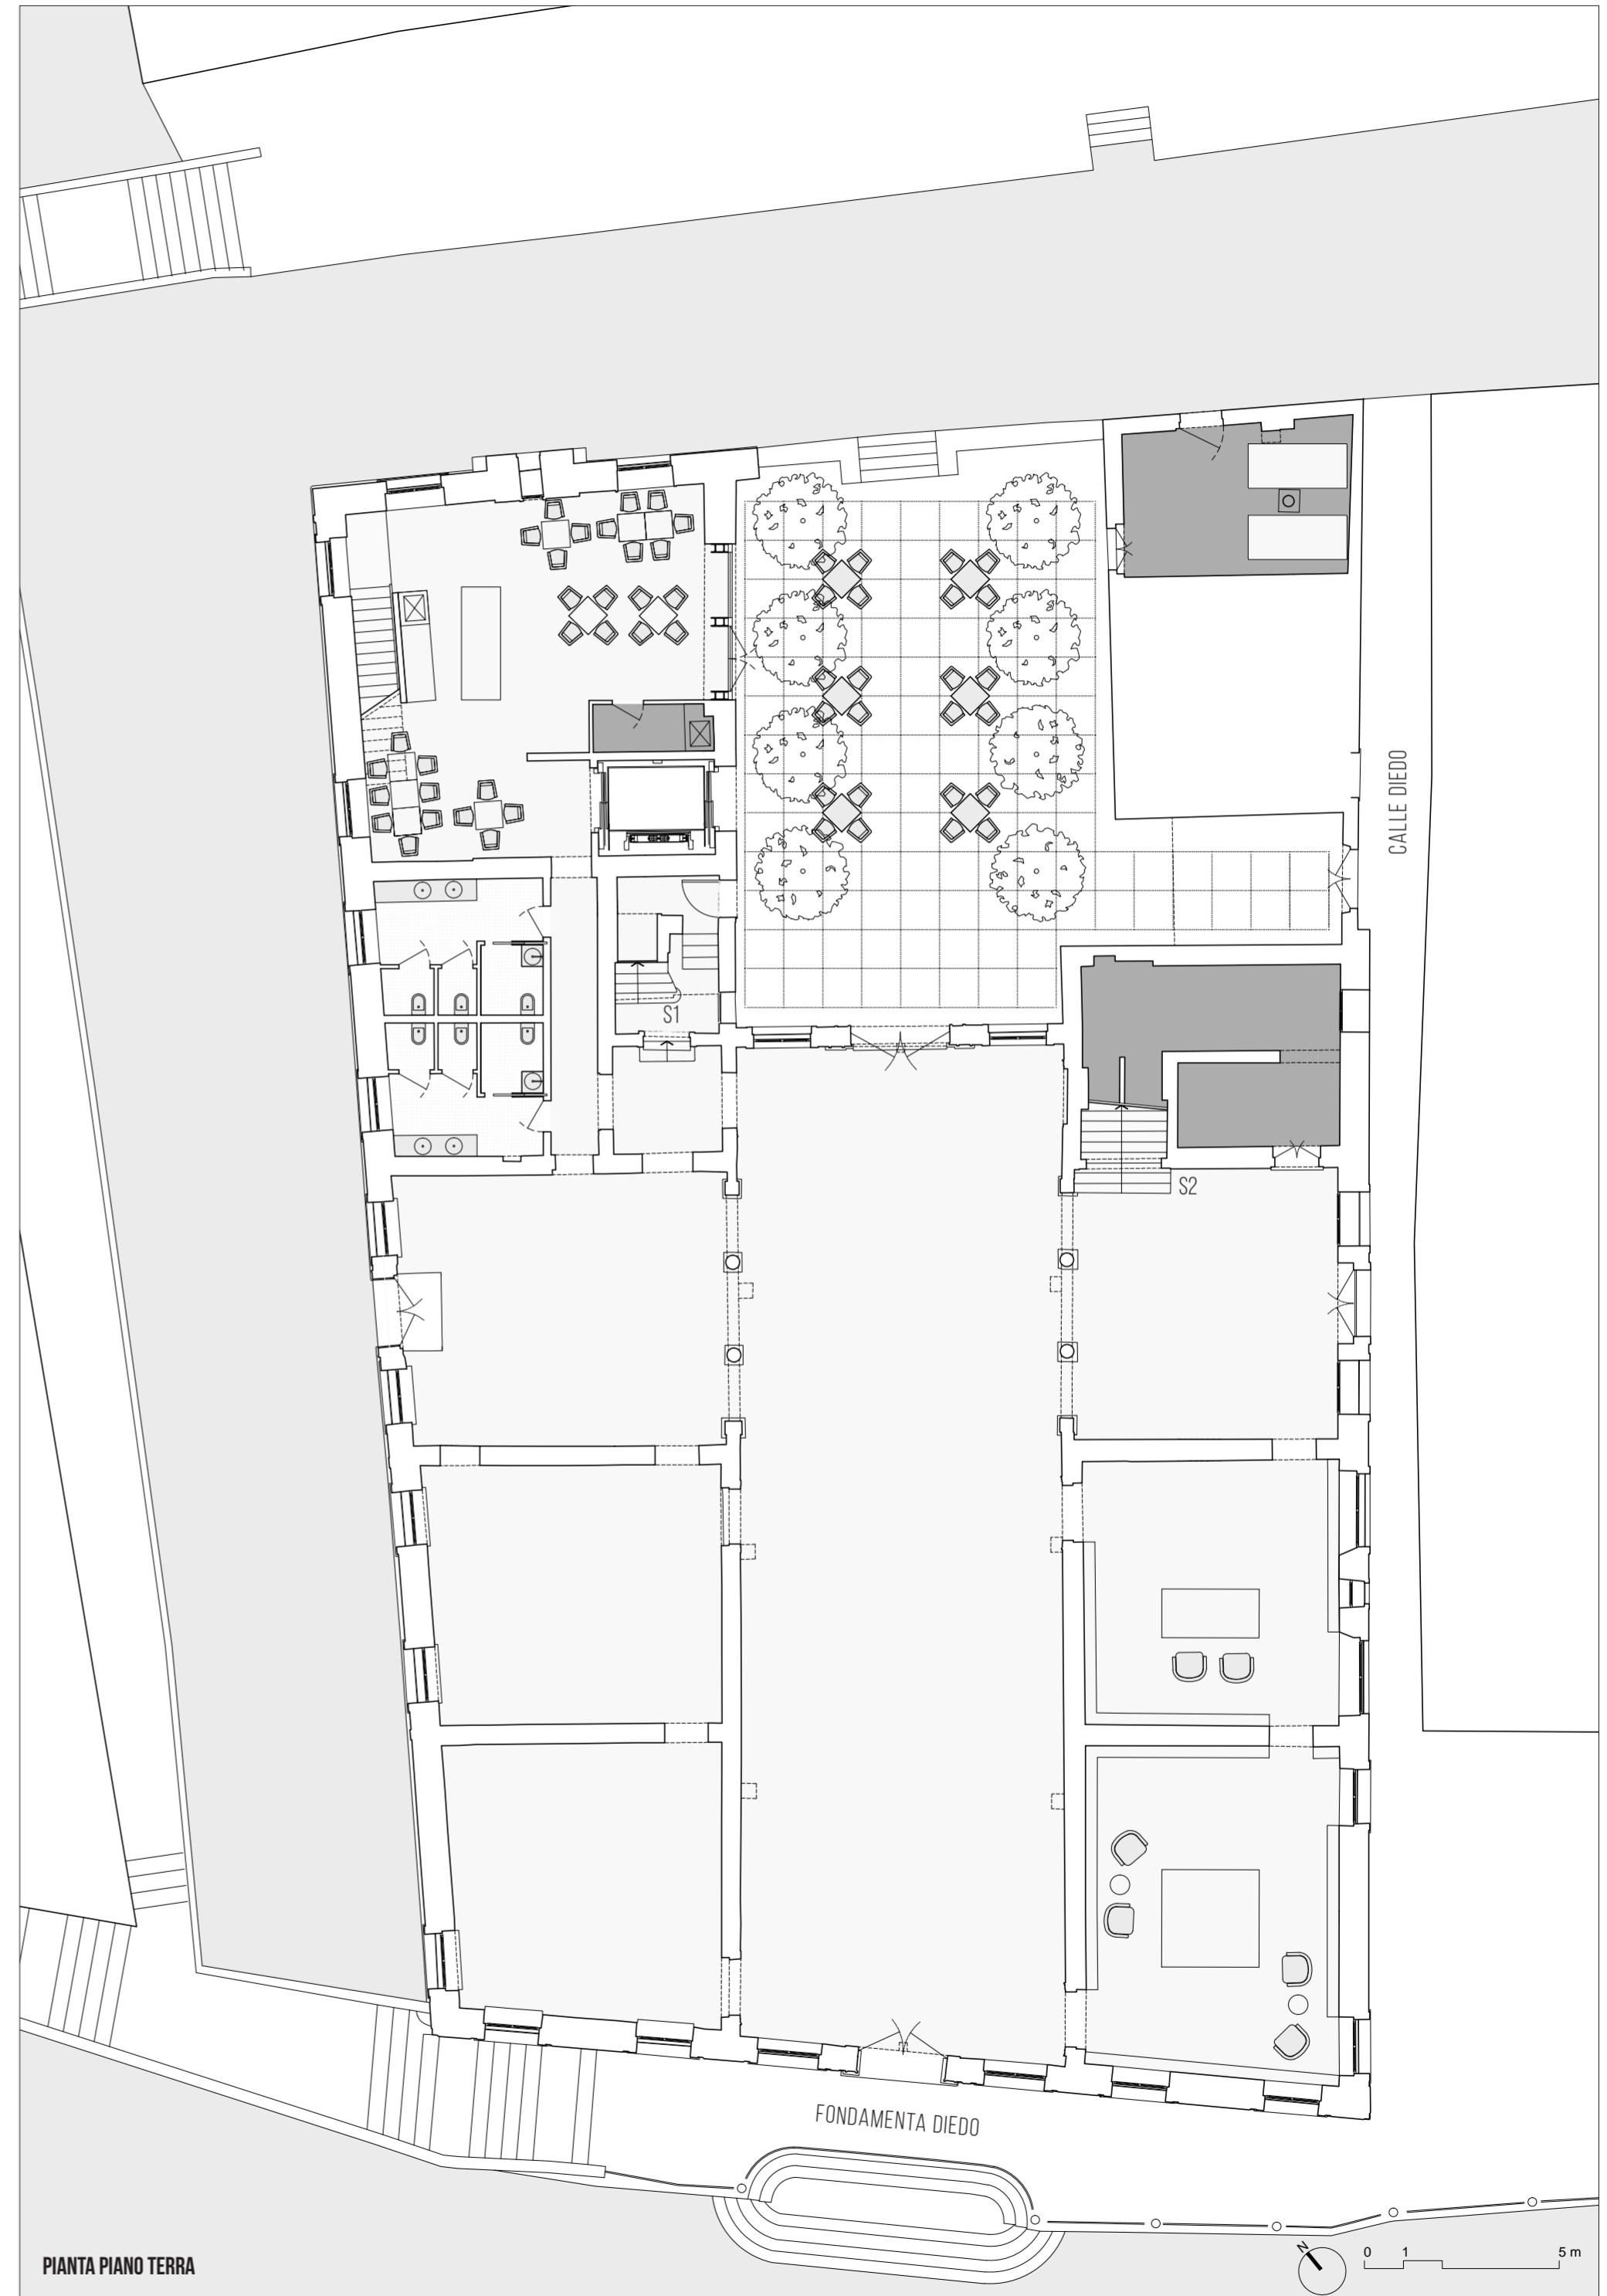 CALLE DIEDO
S1
S2
FONDAMENTA DIEDO
PIANTA PIANO TERRA
N
0 1 5 m